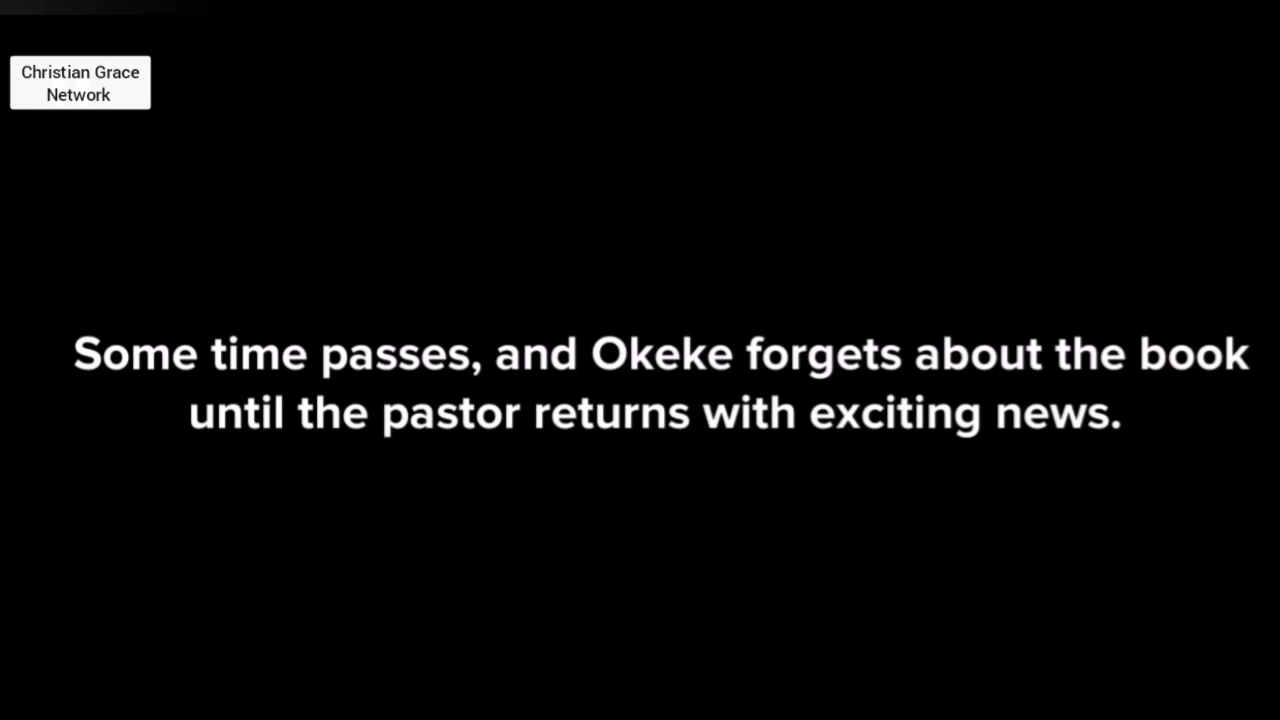 Christian Grace
Network
Some time passes, and Okeke forgets about the book
until the pastor returns with exciting news.